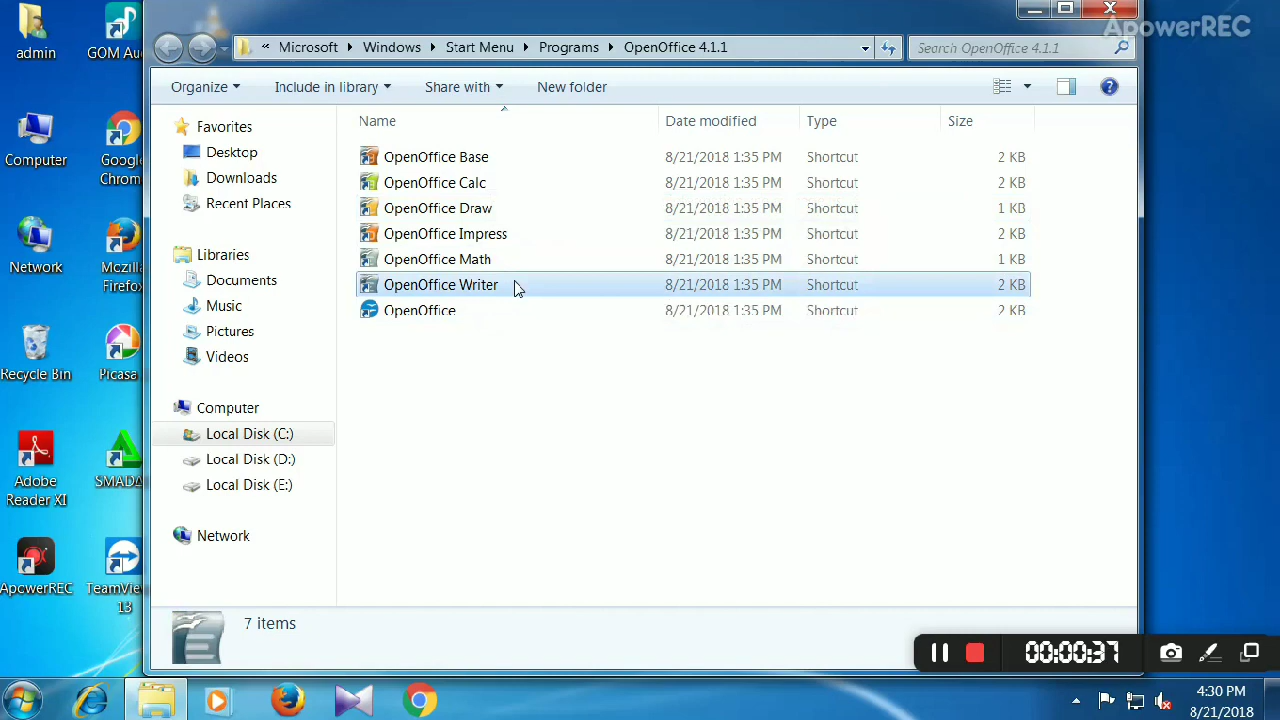 ApowerREC
« Microsoft Windows Start Menu Programs OpenOffice 4.1.1
Search OpenOffice 4.1.1
Organize Include in library Share with New folder
Name Date modified Type Size
OpenOffice Base 8/21/2018 1:35 PM Shortcut 2 KB
OpenOffice Calc 8/21/2018 1:35 PM Shortcut 2 KB
OpenOffice Draw 8/21/2018 1:35 PM Shortcut 1 KB
OpenOffice Impress 8/21/2018 1:35 PM Shortcut 2 KB
OpenOffice Math 8/21/2018 1:35 PM Shortcut 1 KB
OpenOffice Writer 8/21/2018 1:35 PM Shortcut 2 KB
OpenOffice 8/21/2018 1:35 PM Shortcut 2 KB
Favorites
Desktop
Downloads
Recent Places
Libraries
Documents
Music
Pictures
Videos
Computer
Local Disk (C:)
Local Disk (D:)
Local Disk (E:)
Network
7 items
admin
Computer
Network
Recycle Bin
Adobe
Reader XI
ApowerREC
GOM Au
Google
Chrom
Mozilla
Firefox
Picasa
SMADA
TeamVie
13
00:00:37
4:30 PM
8/21/2018